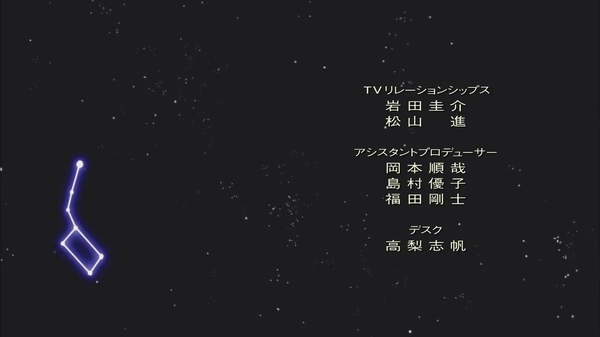 TVリレーションシップス
岩田圭介
松山 進
アシスタントプロデューサー
岡本順哉
島村優子
福田剛士
デスク
高梨志帆